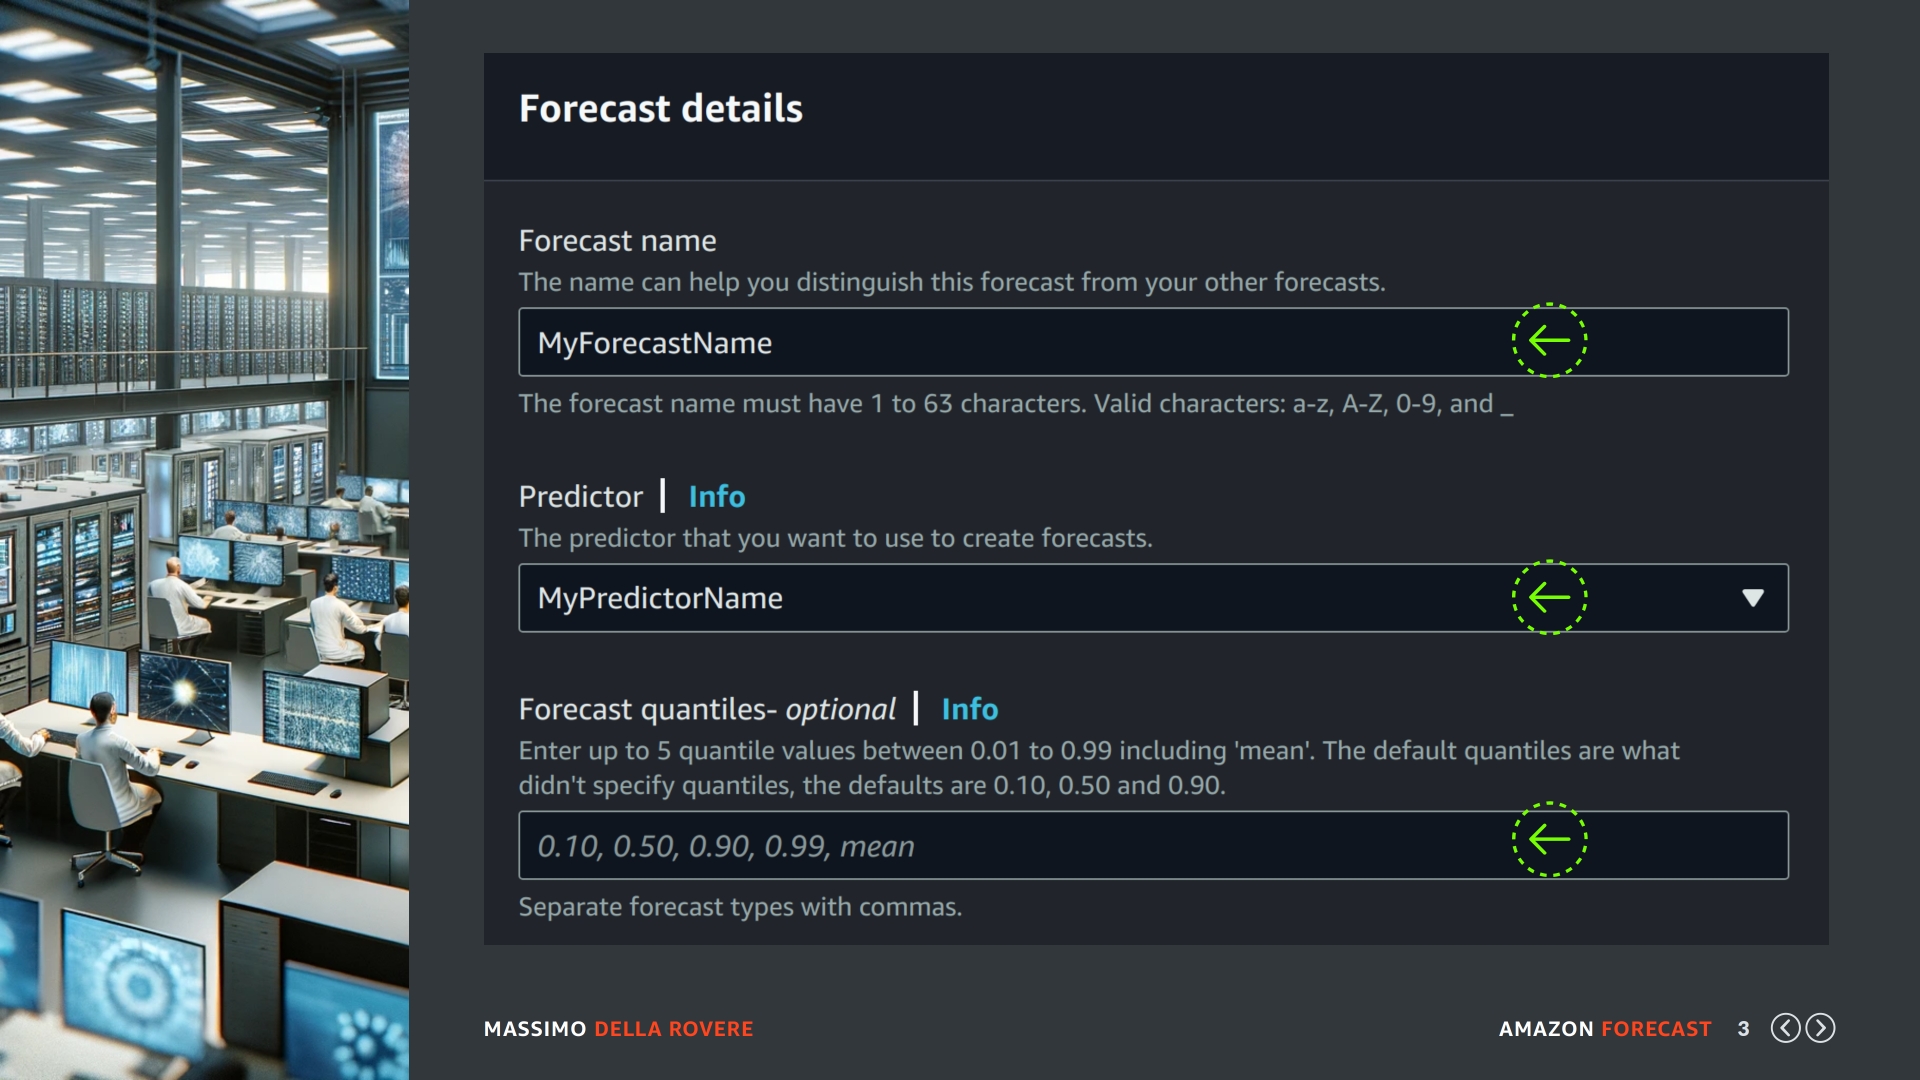 Forecast details
Forecast name
The name can help you distinguish this forecast from your other forecasts.
MyForecastName
The forecast name must have 1 to 63 characters. Valid characters: a-z, A-Z, 0-9, and _
Predictor | Info
The predictor that you want to use to create forecasts.
MyPredictorName
Forecast quantiles- optional | Info
Enter up to 5 quantile values between 0.01 to 0.99 including 'mean'. The default quantiles are what
didn't specify quantiles, the defaults are 0.10, 0.50 and 0.90.
0.10, 0.50, 0.90, 0.99, mean
Separate forecast types with commas.
MASSIMO DELLA ROVERE
AMAZON FORECAST 3